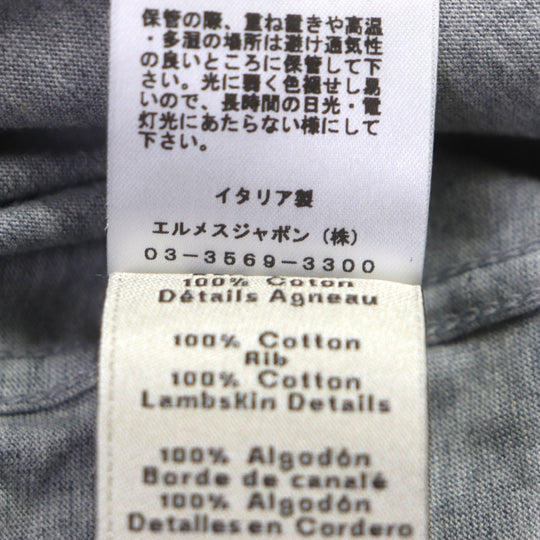 保管の際、重ね置きや高温
・多湿の場所は避け通気性
の良いところに保管して下
さい。光に弱く色褪せし易
いので、長時間の日光・電
灯光にあたらない様にして
下さい。
イタリア製
エルメスジャポン（株）
03-3569-3300
100% Coton
Détails Agneau
100% Cotton
Rib
100% Cotton
Lambskin Details
100% Algodón
Borde de canalé
100% Algodón
Detalles en Cordero